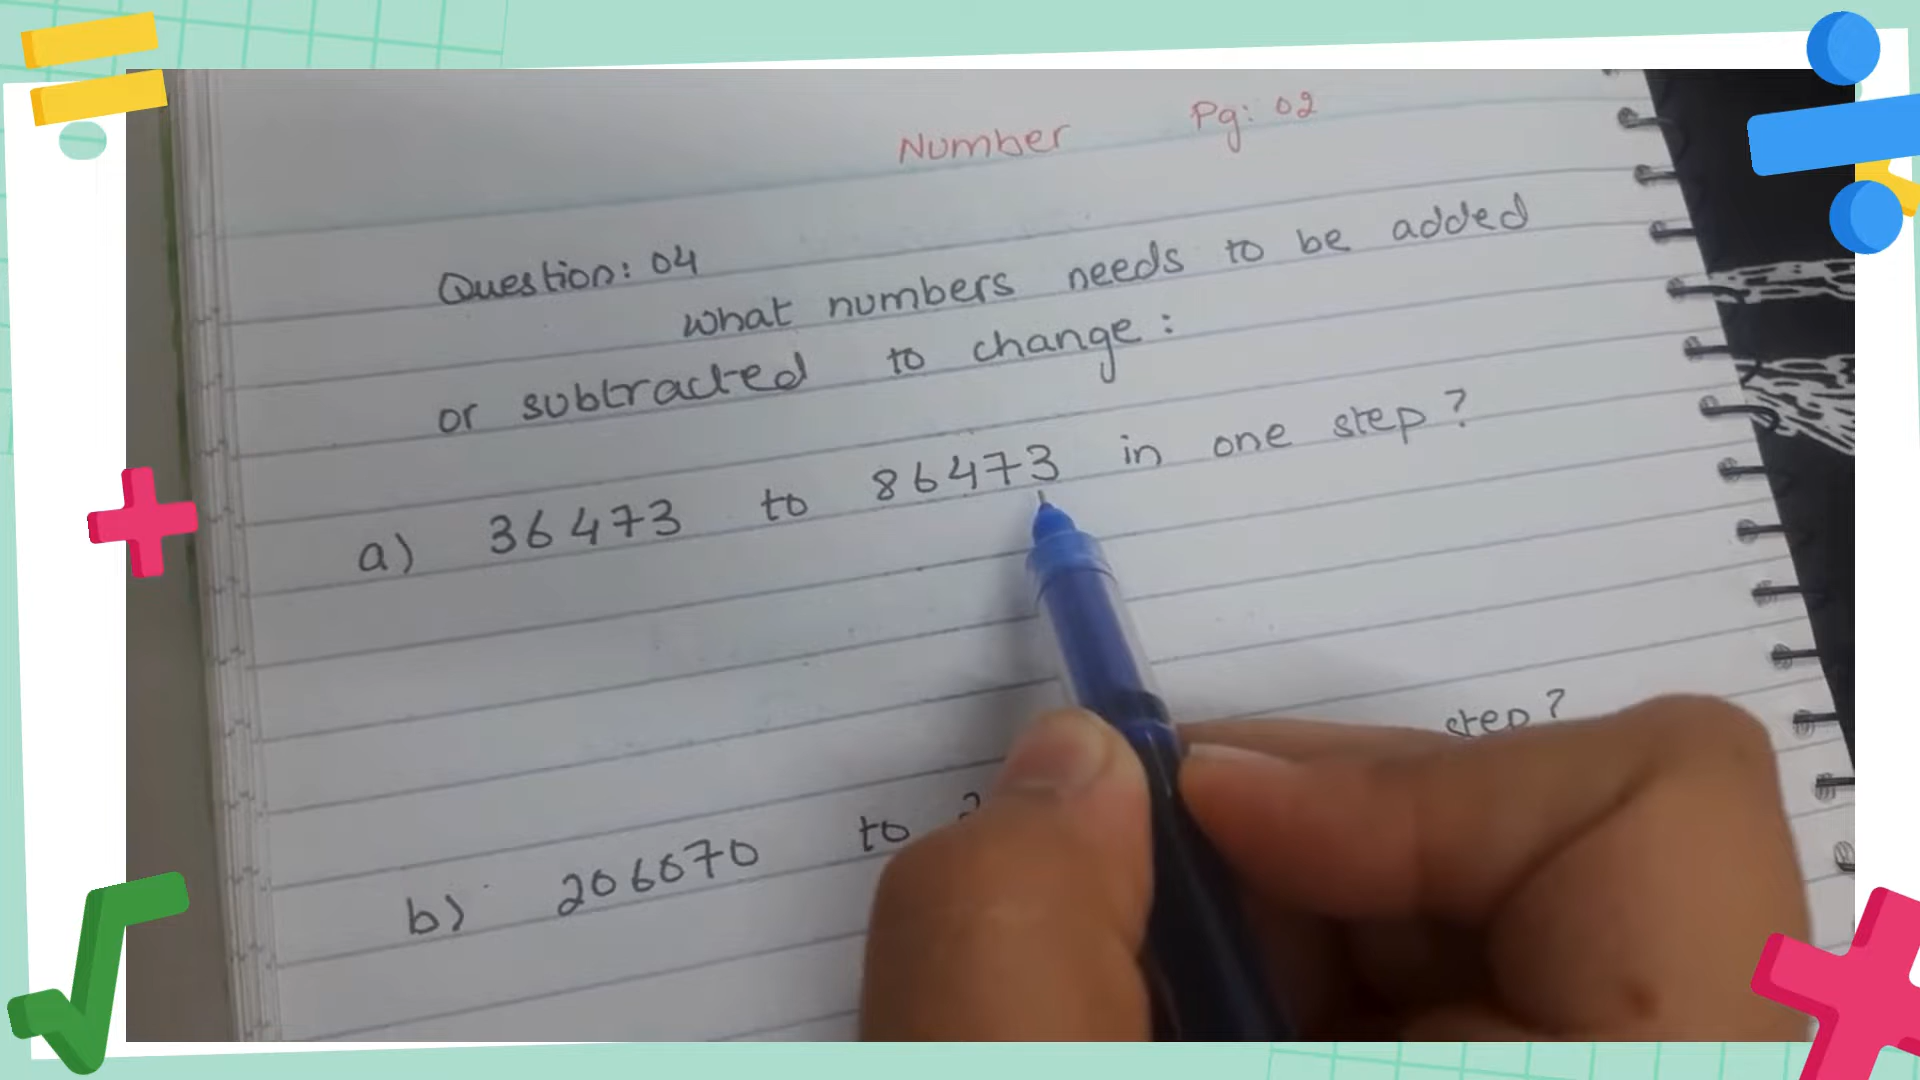 Number Pg: 02
Question: 04
What numbers needs to be added
or subtracted to change:
a) 36473 to 86473 in one step?
b) 206070 to step?